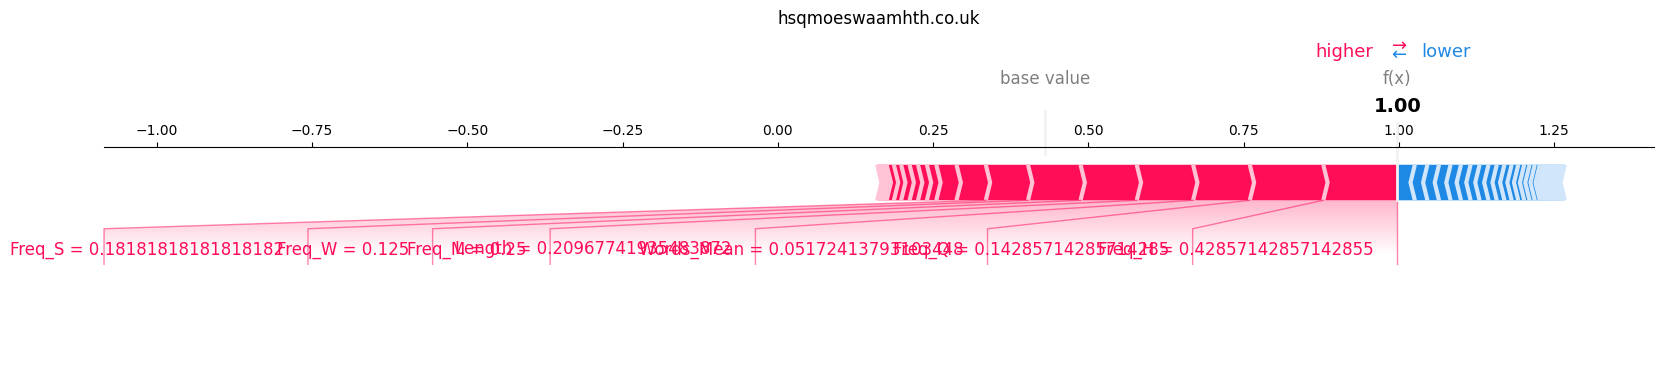 hsqmoeswaamhth.co.uk
higher ⇄ lower
base value f(x)
1.00
−1.00 −0.75 −0.50 −0.25 0.00 0.25 0.50 0.75 1.00 1.25
Freq_S = 0.18181818181818182 Freq_W = 0.125 Freq_M = 0.25 Length = 0.20967741935483872 Words_Mean = 0.05172413793103448 Freq_Q = 0.14285714285714285 Freq_H = 0.42857142857142855